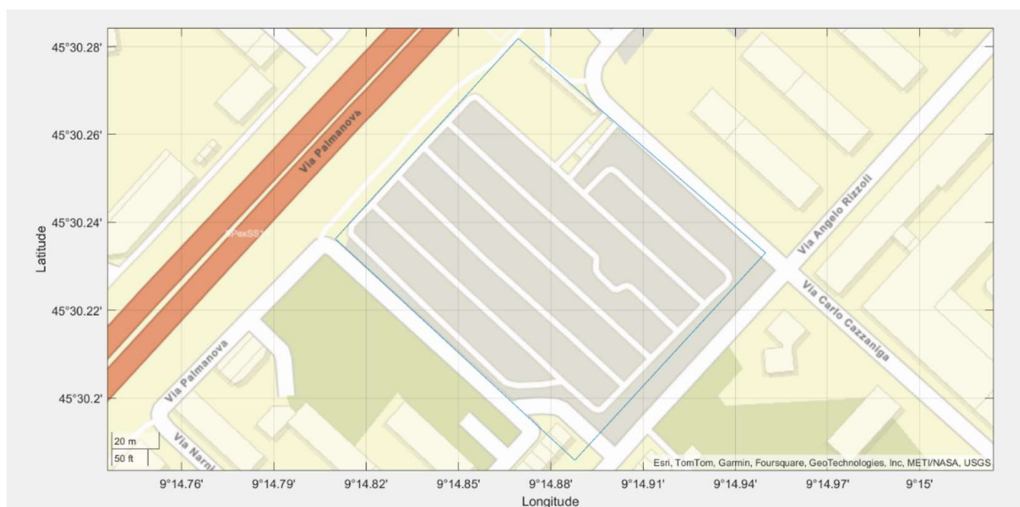 45°30.28'
45°30.26'
45°30.24'
45°30.22'
45°30.2'
Latitude
Via Palmanova
Via Angelo Rizzoli
Via Carlo Cazzaniga
Via Palmanova
Via Narni
20 m
50 ft
Esri, TomTom, Garmin, Foursquare, GeoTechnologies, Inc, METI/NASA, USGS
9°14.76'
9°14.79'
9°14.82'
9°14.85'
9°14.88'
9°14.91'
9°14.94'
9°14.97'
9°15'
Longitude